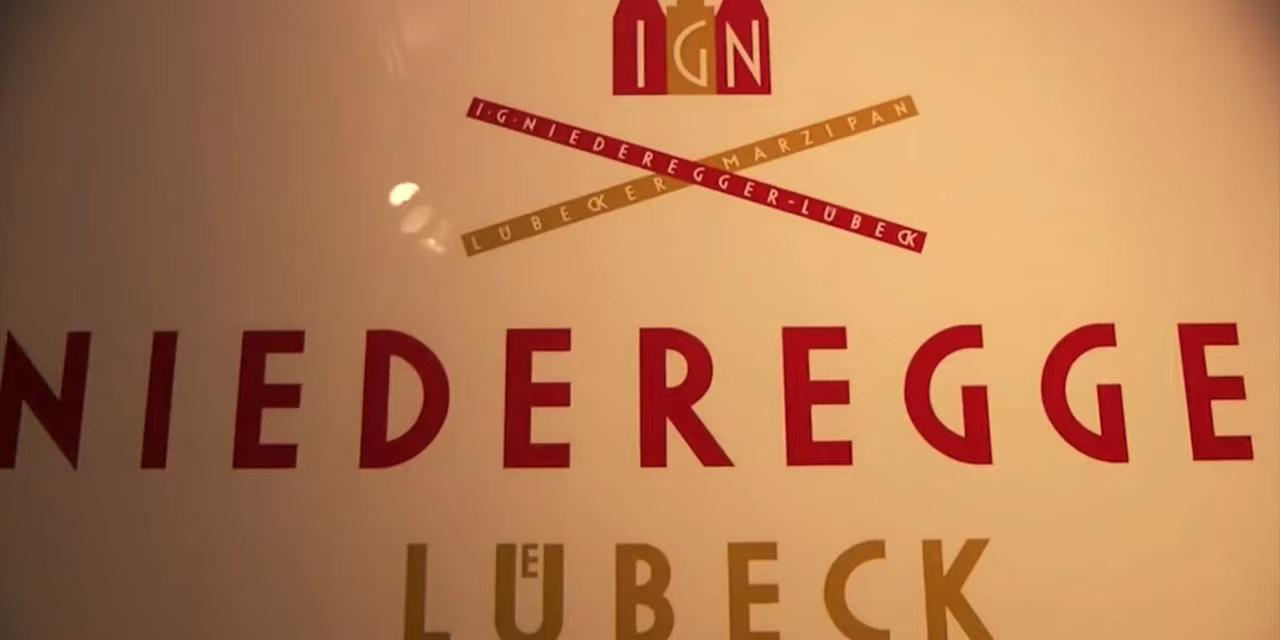 IGN
I·G·NIEDEREGGER-LÜBECK
LÜBECKER MARZIPAN
NIEDEREGGE
LÜBECK